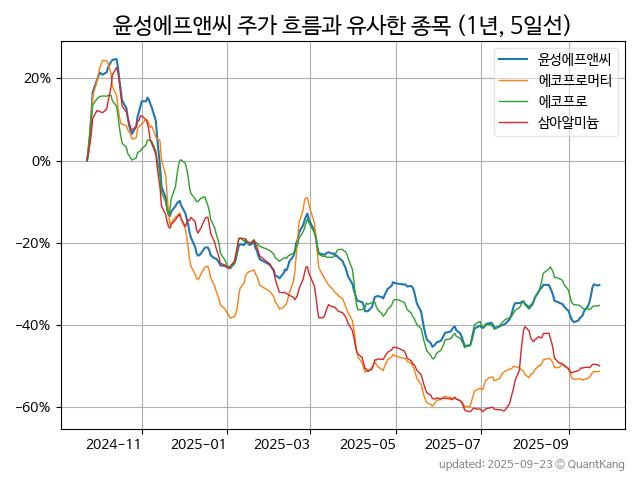 윤성에프앤씨 주가 흐름과 유사한 종목 (1년, 5일선)
윤성에프앤씨
에코프로머티
에코프로
삼아알미늄
20%
0%
−20%
−40%
−60%
2024-11
2025-01
2025-03
2025-05
2025-07
2025-09
updated: 2025-09-23 © QuantKang